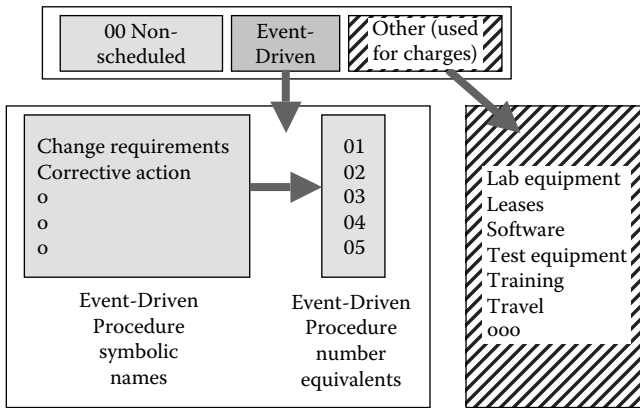 00 Non-
scheduled
Event-
Driven
Other (used
for charges)
Change requirements
Corrective action
o
o
o
01
02
03
04
05
Event-Driven
Procedure
symbolic
names
Event-Driven
Procedure
number
equivalents
Lab equipment
Leases
Software
Test equipment
Training
Travel
ooo